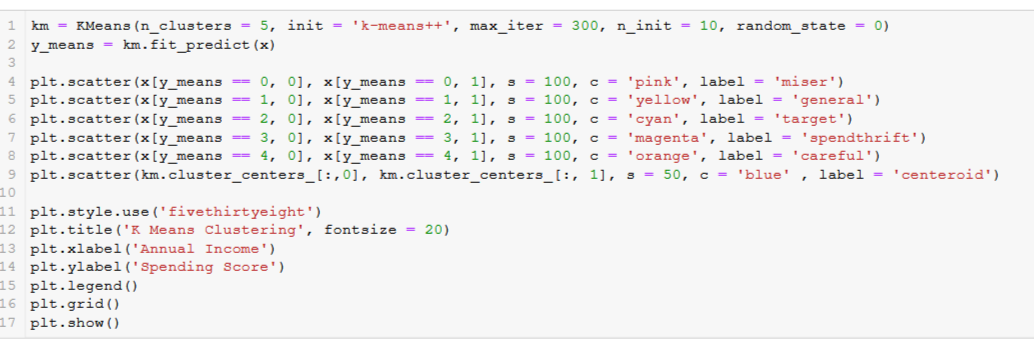 1 km = KMeans(n_clusters = 5, init = 'k-means++', max_iter = 300, n_init = 10, random_state = 0)
2 y_means = km.fit_predict(x)
3
4 plt.scatter(x[y_means == 0, 0], x[y_means == 0, 1], s = 100, c = 'pink', label = 'miser')
5 plt.scatter(x[y_means == 1, 0], x[y_means == 1, 1], s = 100, c = 'yellow', label = 'general')
6 plt.scatter(x[y_means == 2, 0], x[y_means == 2, 1], s = 100, c = 'cyan', label = 'target')
7 plt.scatter(x[y_means == 3, 0], x[y_means == 3, 1], s = 100, c = 'magenta', label = 'spendthrift')
8 plt.scatter(x[y_means == 4, 0], x[y_means == 4, 1], s = 100, c = 'orange', label = 'careful')
9 plt.scatter(km.cluster_centers_[:,0], km.cluster_centers_[:, 1], s = 50, c = 'blue' , label = 'centeroid')
10
11 plt.style.use('fivethirtyeight')
12 plt.title('K Means Clustering', fontsize = 20)
13 plt.xlabel('Annual Income')
14 plt.ylabel('Spending Score')
15 plt.legend()
16 plt.grid()
17 plt.show()